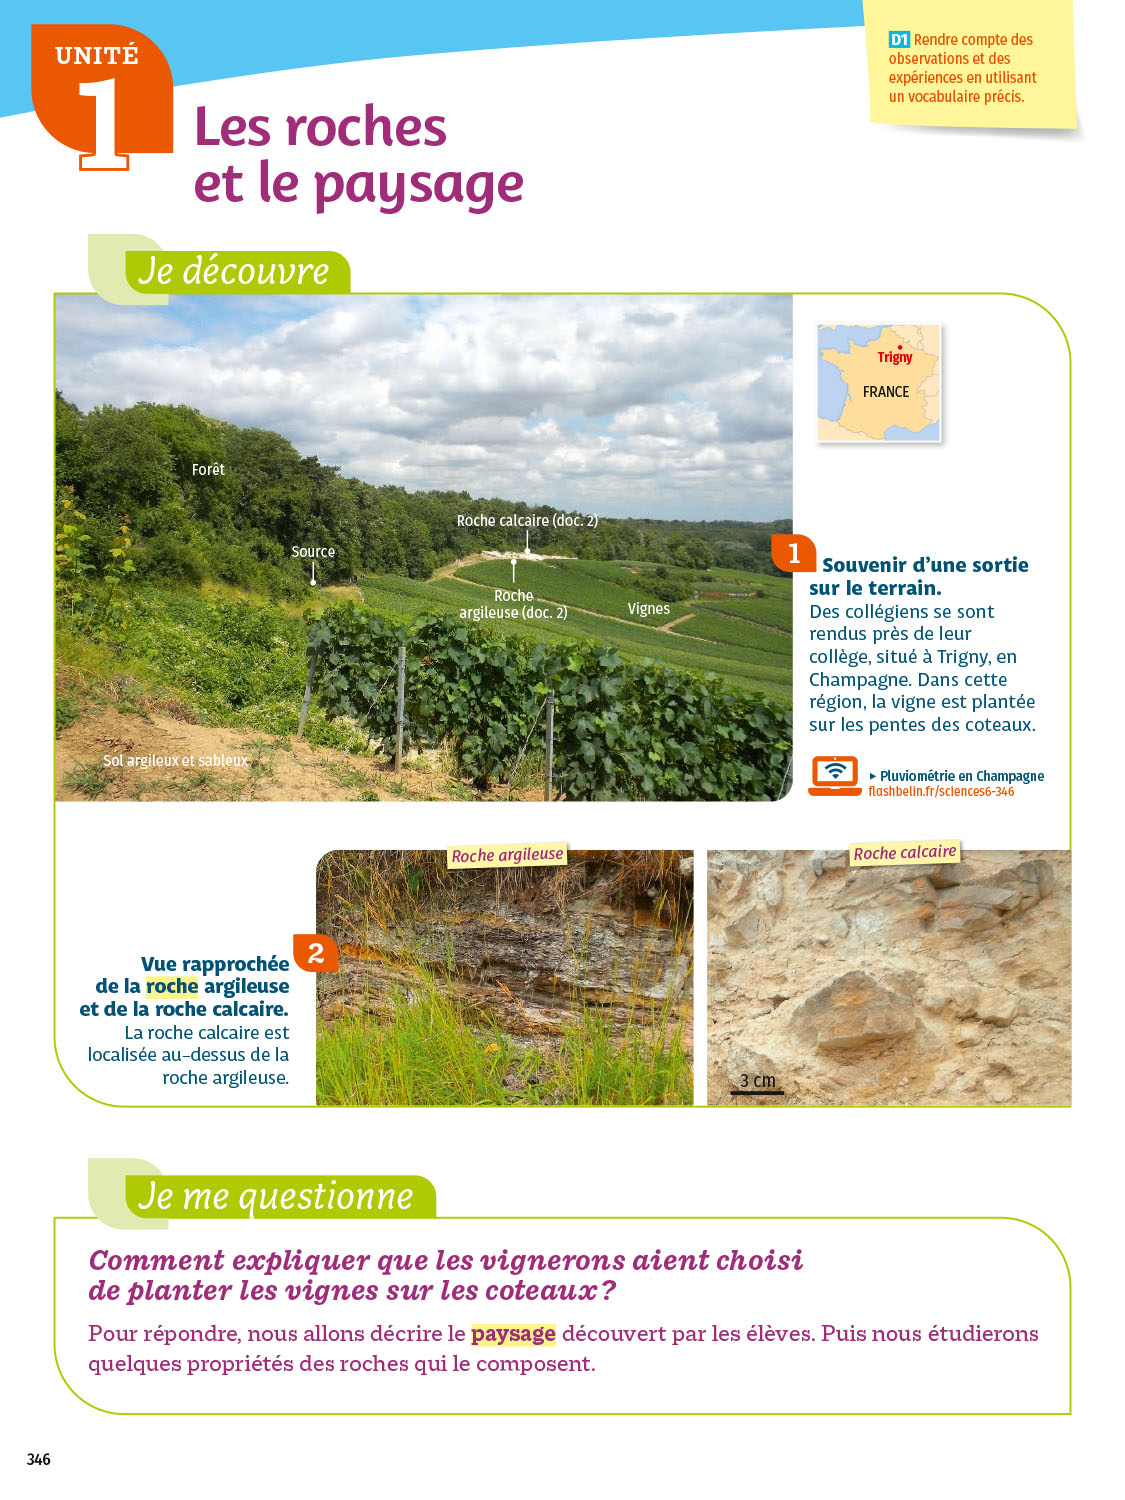 UNITÉ
1
Les roches
et le paysage
D1 Rendre compte des
observations et des
expériences en utilisant
un vocabulaire précis.
Je découvre
Forêt
Source
Roche calcaire (doc. 2)
Roche
argileuse (doc. 2)
Vignes
Sol argileux et sableux
Trigny
FRANCE
1
Souvenir d'une sortie
sur le terrain.
Des collégiens se sont
rendus près de leur
collège, situé à Trigny, en
Champagne. Dans cette
région, la vigne est plantée
sur les pentes des coteaux.
▸ Pluviométrie en Champagne
flashbelin.fr/sciences6-346
2
Vue rapprochée
de la roche argileuse
et de la roche calcaire.
La roche calcaire est
localisée au-dessus de la
roche argileuse.
Roche argileuse
Roche calcaire
3 cm
Je me questionne
Comment expliquer que les vignerons aient choisi
de planter les vignes sur les coteaux ?
Pour répondre, nous allons décrire le paysage découvert par les élèves. Puis nous étudierons
quelques propriétés des roches qui le composent.
346